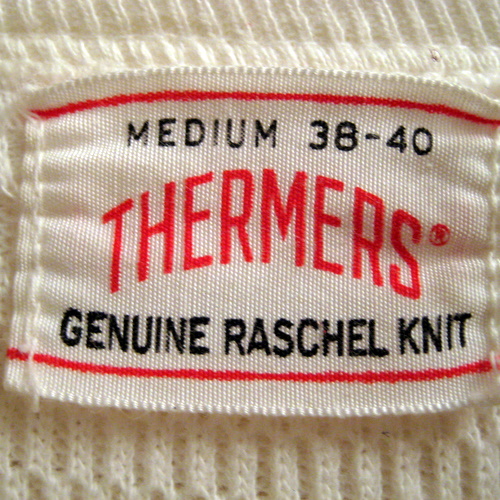 MEDIUM 38-40
THERMERS®
GENUINE RASCHEL KNIT